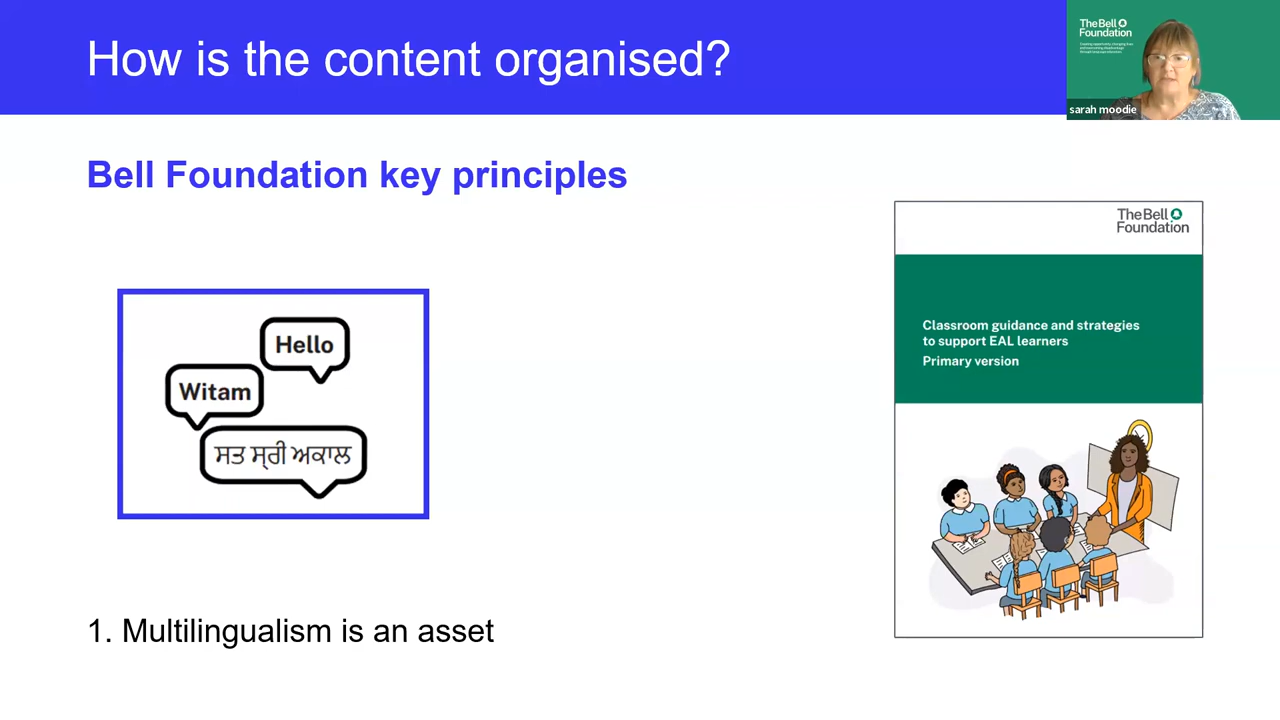 How is the content organised?
The Bell
Foundation
sarah moodie
Bell Foundation key principles
The Bell
Foundation
Classroom guidance and strategies
to support EAL learners
Primary version
Hello
Witam
ਸਤ ਸ੍ਰੀ ਅਕਾਲ
1. Multilingualism is an asset